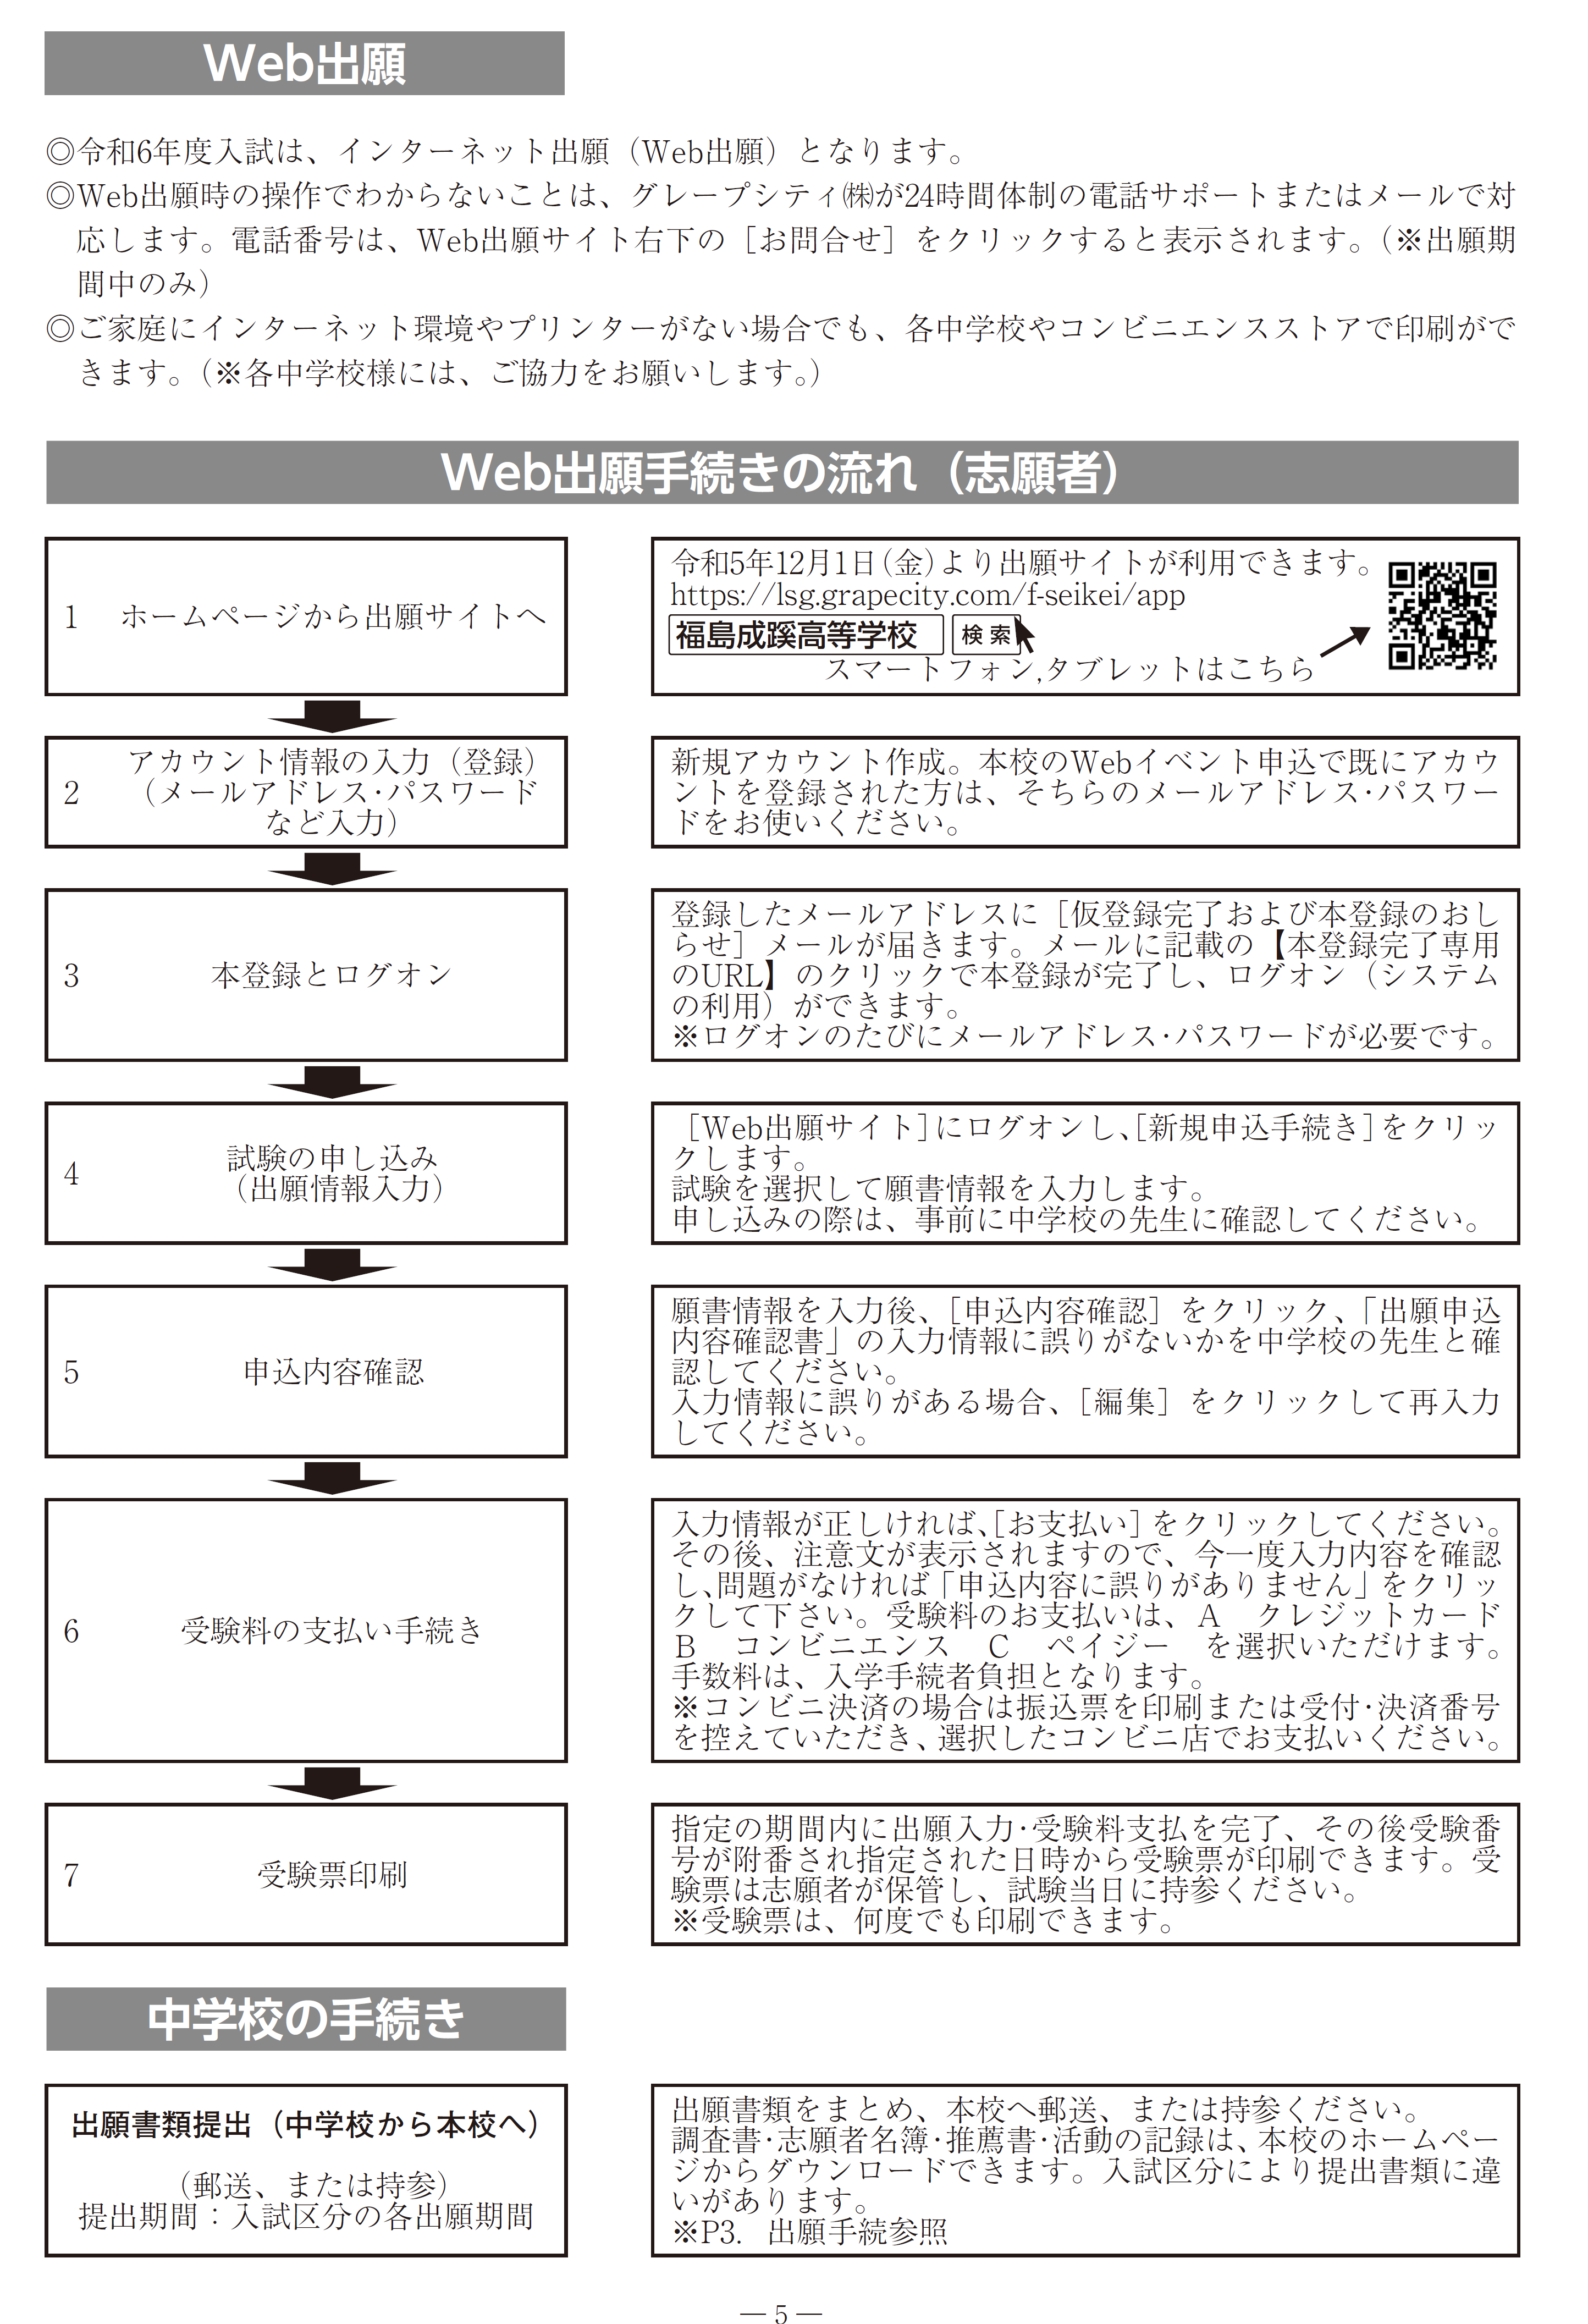 Web出願
◎令和6年度入試は、インターネット出願（Web出願）となります。
◎Web出願時の操作でわからないことは、グレープシティ㈱が24時間体制の電話サポートまたはメールで対
応します。電話番号は、Web出願サイト右下の［お問合せ］をクリックすると表示されます。（※出願期
間中のみ）
◎ご家庭にインターネット環境やプリンターがない場合でも、各中学校やコンビニエンスストアで印刷がで
きます。（※各中学校様には、ご協力をお願いします。）
Web出願手続きの流れ（志願者）
1　ホームページから出願サイトへ
令和5年12月1日（金）より出願サイトが利用できます。
https://lsg.grapecity.com/f-seikei/app
福島成蹊高等学校　検 索
スマートフォン,タブレットはこちら
2　アカウント情報の入力（登録）
（メールアドレス・パスワード
など入力）
新規アカウント作成。本校のWebイベント申込で既にアカウ
ントを登録された方は、そちらのメールアドレス・パスワー
ドをお使いください。
3　本登録とログオン
登録したメールアドレスに［仮登録完了および本登録のおし
らせ］メールが届きます。メールに記載の【本登録完了専用
のURL】のクリックで本登録が完了し、ログオン（システム
の利用）ができます。
※ログオンのたびにメールアドレス・パスワードが必要です。
4　試験の申し込み
（出願情報入力）
［Web出願サイト］にログオンし、［新規申込手続き］をクリッ
クします。
試験を選択して願書情報を入力します。
申し込みの際は、事前に中学校の先生に確認してください。
5　申込内容確認
願書情報を入力後、［申込内容確認］をクリック、「出願申込
内容確認書」の入力情報に誤りがないかを中学校の先生と確
認してください。
入力情報に誤りがある場合、［編集］をクリックして再入力
してください。
6　受験料の支払い手続き
入力情報が正しければ、［お支払い］をクリックしてください。
その後、注意文が表示されますので、今一度入力内容を確認
し、問題がなければ「申込内容に誤りがありません」をクリッ
クして下さい。受験料のお支払いは、A　クレジットカード
B　コンビニエンス　C　ペイジー　を選択いただけます。
手数料は、入学手続者負担となります。
※コンビニ決済の場合は振込票を印刷または受付・決済番号
を控えていただき、選択したコンビニ店でお支払いください。
7　受験票印刷
指定の期間内に出願入力・受験料支払を完了、その後受験番
号が附番され指定された日時から受験票が印刷できます。受
験票は志願者が保管し、試験当日に持参ください。
※受験票は、何度でも印刷できます。
中学校の手続き
出願書類提出（中学校から本校へ）
（郵送、または持参）
提出期間：入試区分の各出願期間
出願書類をまとめ、本校へ郵送、または持参ください。
調査書・志願者名簿・推薦書・活動の記録は、本校のホームペー
ジからダウンロードできます。入試区分により提出書類に違
いがあります。
※P3.　出願手続参照
― 5 ―